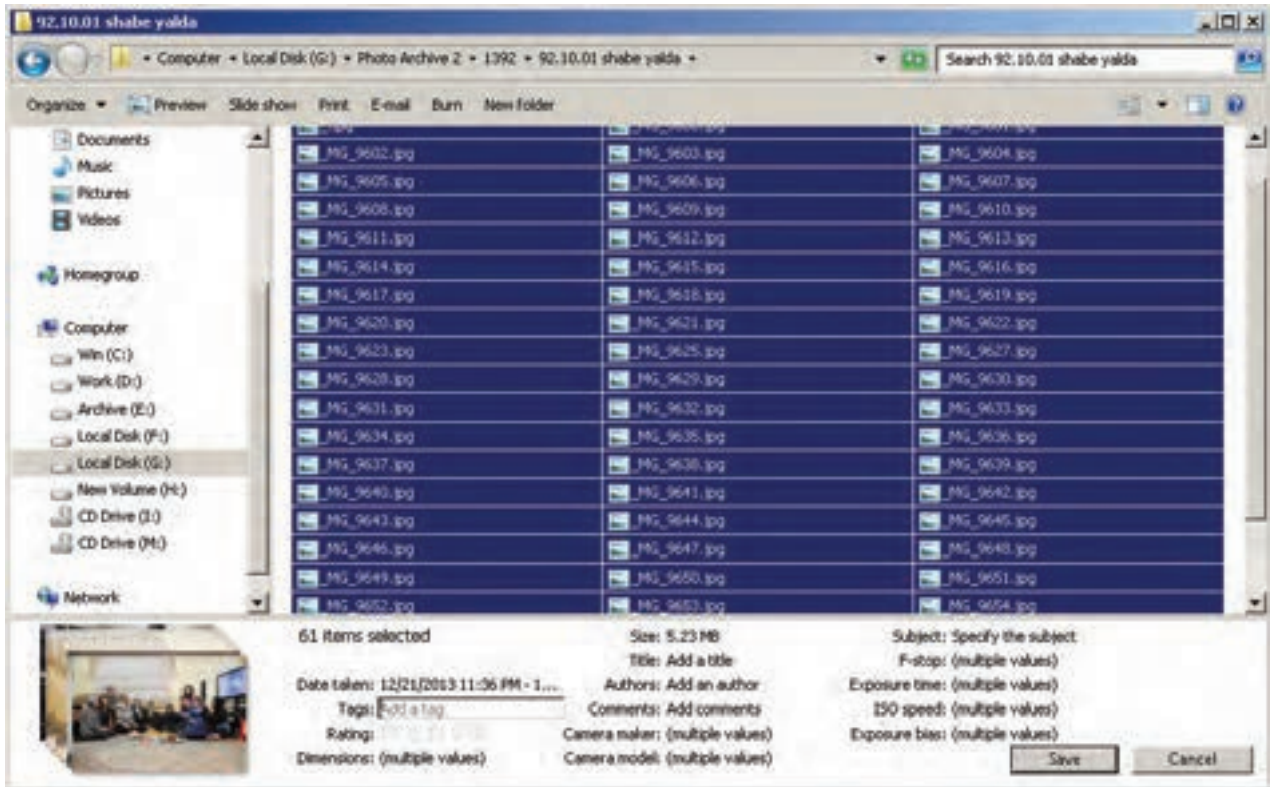 92.10.01 shabe yalda
Computer Local Disk (G:) Photo Archive 2 1392 92.10.01 shabe yalda
Search 92.10.01 shabe yalda
Organize Preview Slide show Print E-mail Burn New folder
Documents
Music
Pictures
Videos
Homegroup
Computer
Win (C:)
Work (D:)
Archive (E:)
Local Disk (F:)
Local Disk (G:)
New Volume (H:)
CD Drive (I:)
CD Drive (M:)
Network
_MG_9602.jpg _MG_9603.jpg _MG_9604.jpg
_MG_9605.jpg _MG_9606.jpg _MG_9607.jpg
_MG_9608.jpg _MG_9609.jpg _MG_9610.jpg
_MG_9611.jpg _MG_9612.jpg _MG_9613.jpg
_MG_9614.jpg _MG_9615.jpg _MG_9616.jpg
_MG_9617.jpg _MG_9618.jpg _MG_9619.jpg
_MG_9620.jpg _MG_9621.jpg _MG_9622.jpg
_MG_9623.jpg _MG_9625.jpg _MG_9627.jpg
_MG_9628.jpg _MG_9629.jpg _MG_9630.jpg
_MG_9631.jpg _MG_9632.jpg _MG_9633.jpg
_MG_9634.jpg _MG_9635.jpg _MG_9636.jpg
_MG_9637.jpg _MG_9638.jpg _MG_9639.jpg
_MG_9640.jpg _MG_9641.jpg _MG_9642.jpg
_MG_9643.jpg _MG_9644.jpg _MG_9645.jpg
_MG_9646.jpg _MG_9647.jpg _MG_9648.jpg
_MG_9649.jpg _MG_9650.jpg _MG_9651.jpg
_MG_9652.jpg _MG_9653.jpg _MG_9654.jpg
61 items selected
Date taken: 12/21/2013 11:36 PM - 1...
Tags: Add a tag
Rating:
Dimensions: (multiple values)
Size: 5.23 MB
Title: Add a title
Authors: Add an author
Comments: Add comments
Camera maker: (multiple values)
Camera model: (multiple values)
Subject: Specify the subject
F-stop: (multiple values)
Exposure time: (multiple values)
ISO speed: (multiple values)
Exposure bias: (multiple values)
Save Cancel